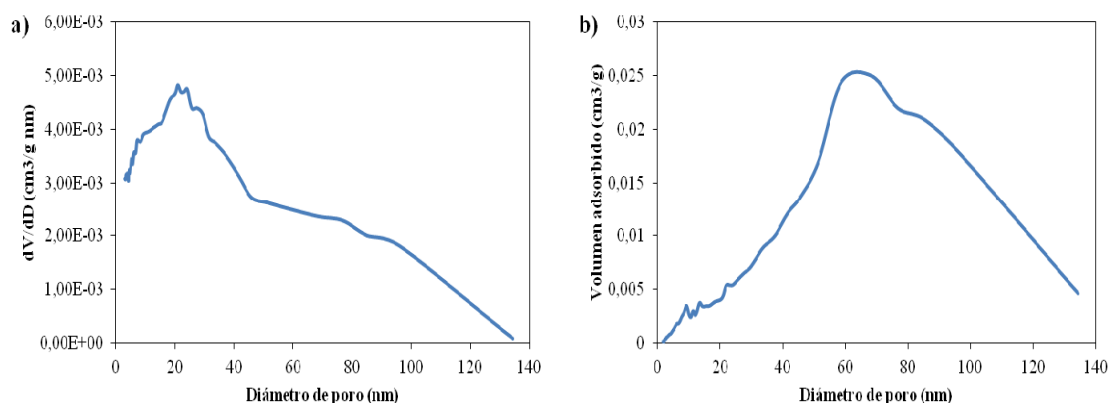 a)
dV/dD (cm3/g nm)
6,00E-03
5,00E-03
4,00E-03
3,00E-03
2,00E-03
1,00E-03
0,00E+00
0 20 40 60 80 100 120 140
Diámetro de poro (nm)
b)
Volumen adsorbido (cm3/g)
0,03
0,025
0,02
0,015
0,01
0,005
0
0 20 40 60 80 100 120 140
Diámetro de poro (nm)